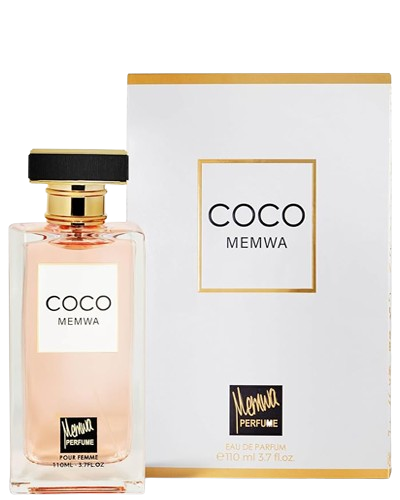 COCO
MEMWA
Memwa
PERFUME
POUR FEMME
110ML - 3.7FL.OZ
COCO
MEMWA
Memwa
PERFUME
EAU DE PARFUM
℮110 ml 3.7 fl.oz.